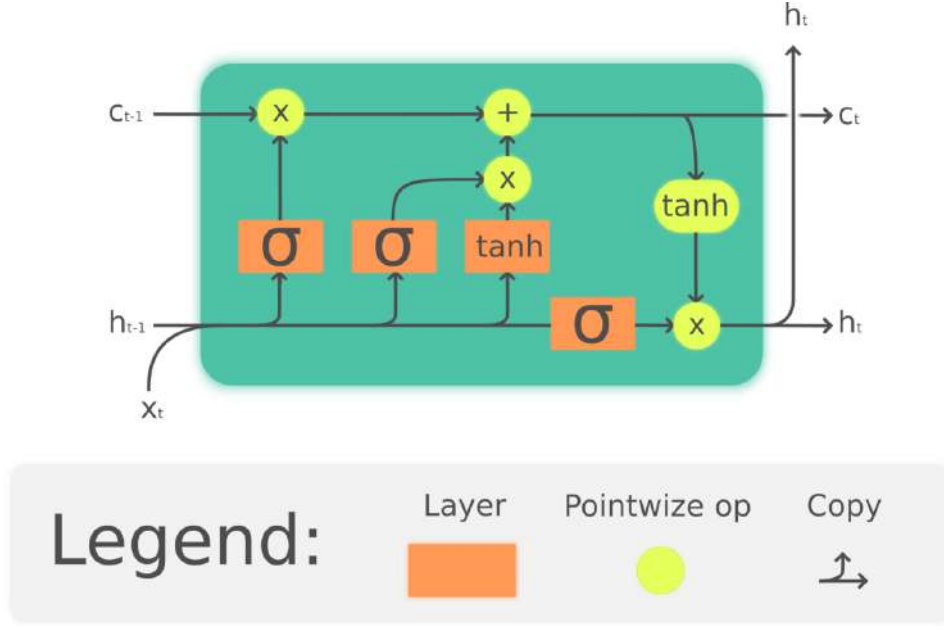 hₜ
cₜ₋₁ x + cₜ
x
tanh
σ σ tanh
hₜ₋₁ σ x hₜ
xₜ
Layer Pointwize op Copy
Legend: